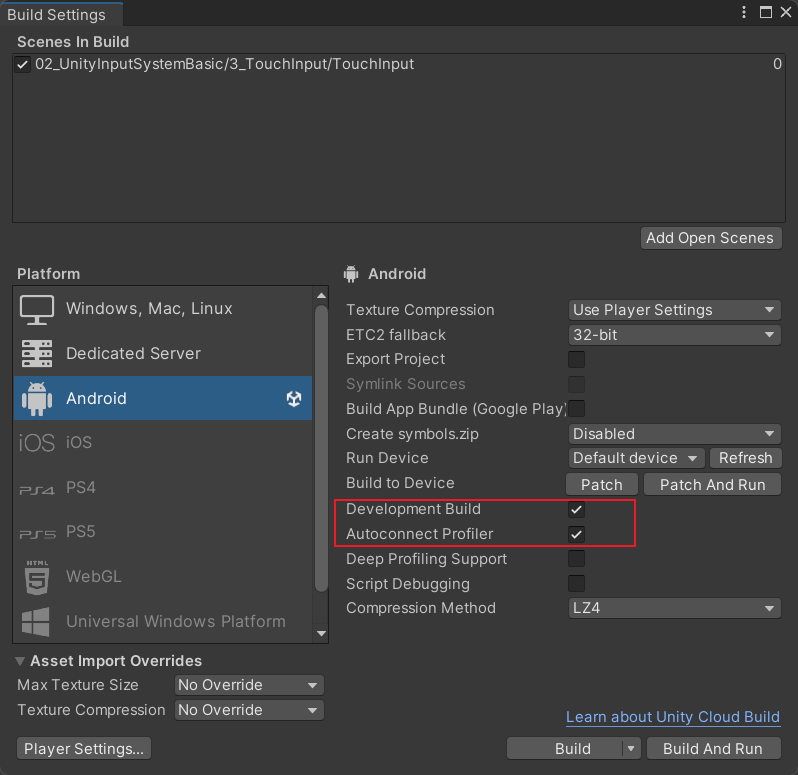 Build Settings
Scenes In Build
02_UnityInputSystemBasic/3_TouchInput/TouchInput 0
Add Open Scenes
Platform
Windows, Mac, Linux
Dedicated Server
Android
iOS iOS
PS4 PS4
PS5 PS5
HTML WebGL
Universal Windows Platform
Android
Texture Compression Use Player Settings
ETC2 fallback 32-bit
Export Project
Symlink Sources
Build App Bundle (Google Play)
Create symbols.zip Disabled
Run Device Default device Refresh
Build to Device Patch Patch And Run
Development Build
Autoconnect Profiler
Deep Profiling Support
Script Debugging
Compression Method LZ4
Asset Import Overrides
Max Texture Size No Override
Texture Compression No Override
Learn about Unity Cloud Build
Player Settings... Build Build And Run